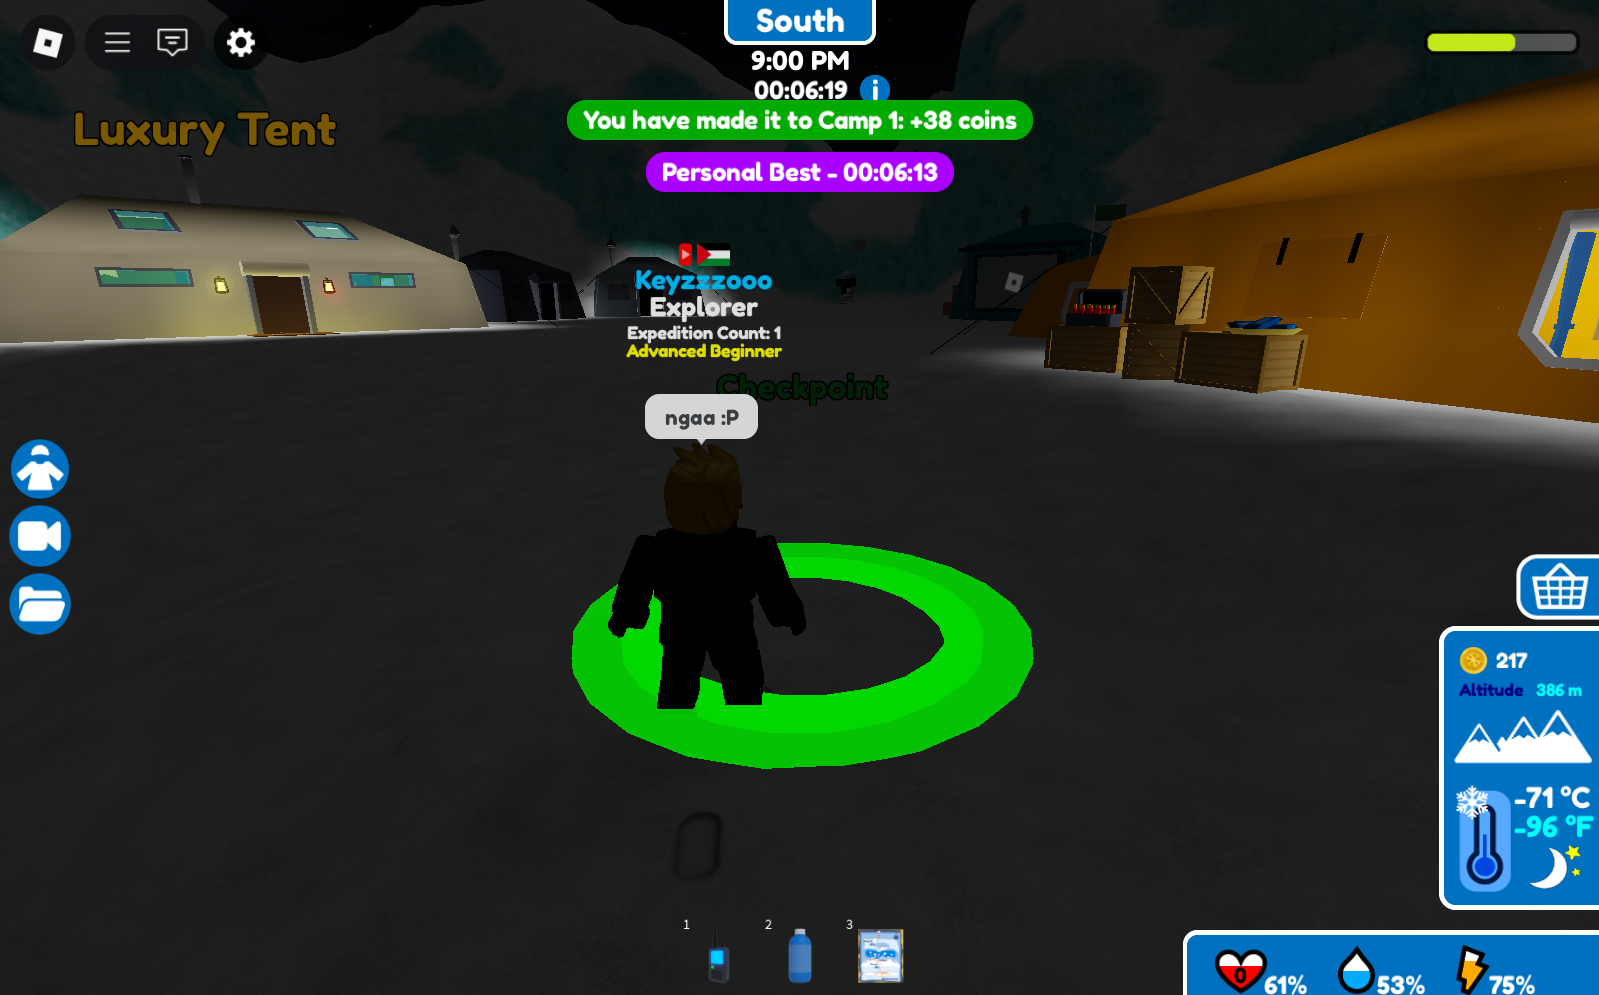 South
9:00 PM
00:06:19 i
You have made it to Camp 1: +38 coins
Personal Best - 00:06:13
Luxury Tent
Keyzzzooo
Explorer
Expedition Count: 1
Advanced Beginner
Checkpoint
ngaa :P
217
Altitude 386 m
-71 °C
-96 °F
1 2 3
0 61% 53% 75%